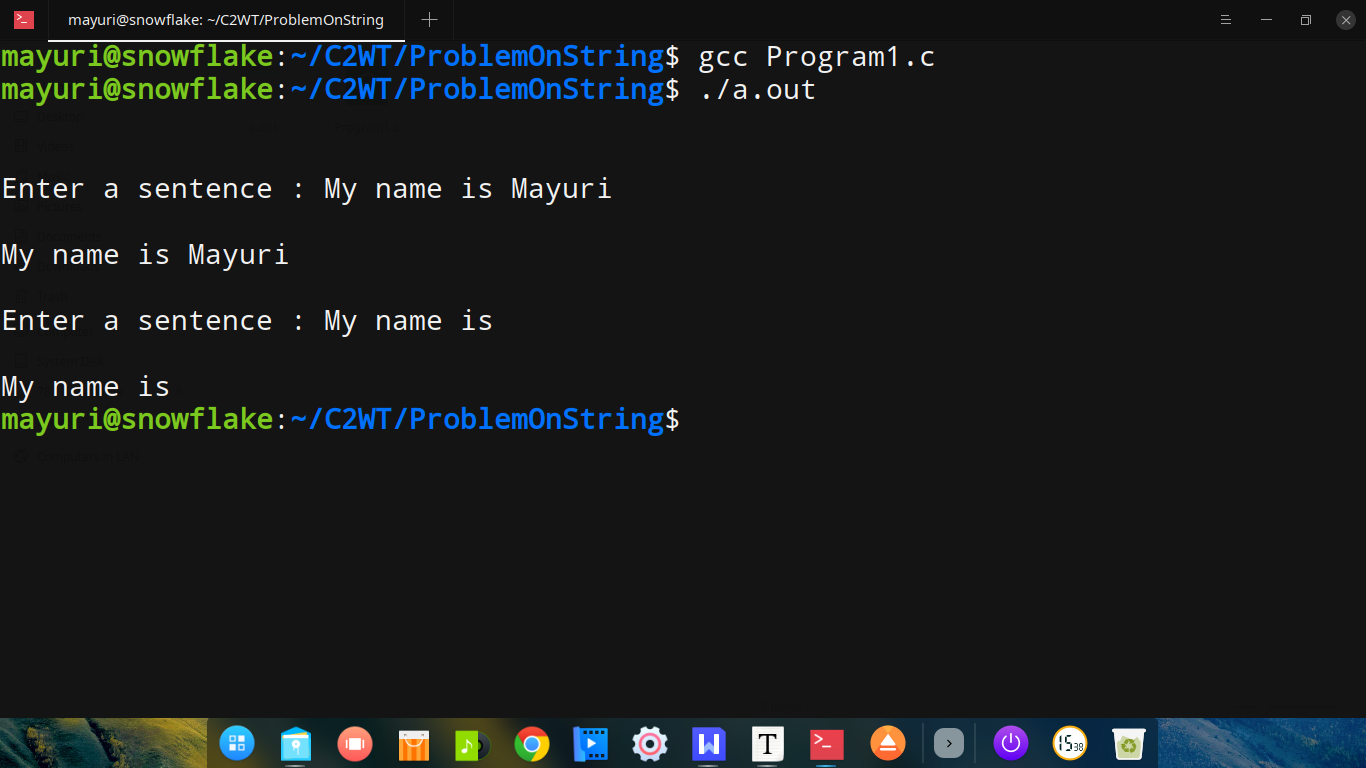 mayuri@snowflake: ~/C2WT/ProblemOnString
mayuri@snowflake:~/C2WT/ProblemOnString$ gcc Program1.c
mayuri@snowflake:~/C2WT/ProblemOnString$ ./a.out
Enter a sentence : My name is Mayuri
My name is Mayuri
Enter a sentence : My name is
My name is
mayuri@snowflake:~/C2WT/ProblemOnString$
15 38